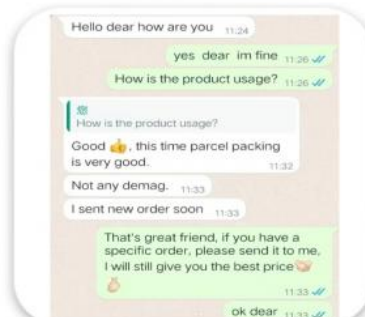 Hello dear how are you 11:24
yes dear im fine 11:26
How is the product usage? 11:26
您
How is the product usage?
Good 👍, this time parcel packing
is very good. 11:32
Not any demag. 11:33
I sent new order soon 11:33
That's great friend, if you have a
specific order, please send it to me,
I will still give you the best price🤝
👌
11:33
ok dear 11:33